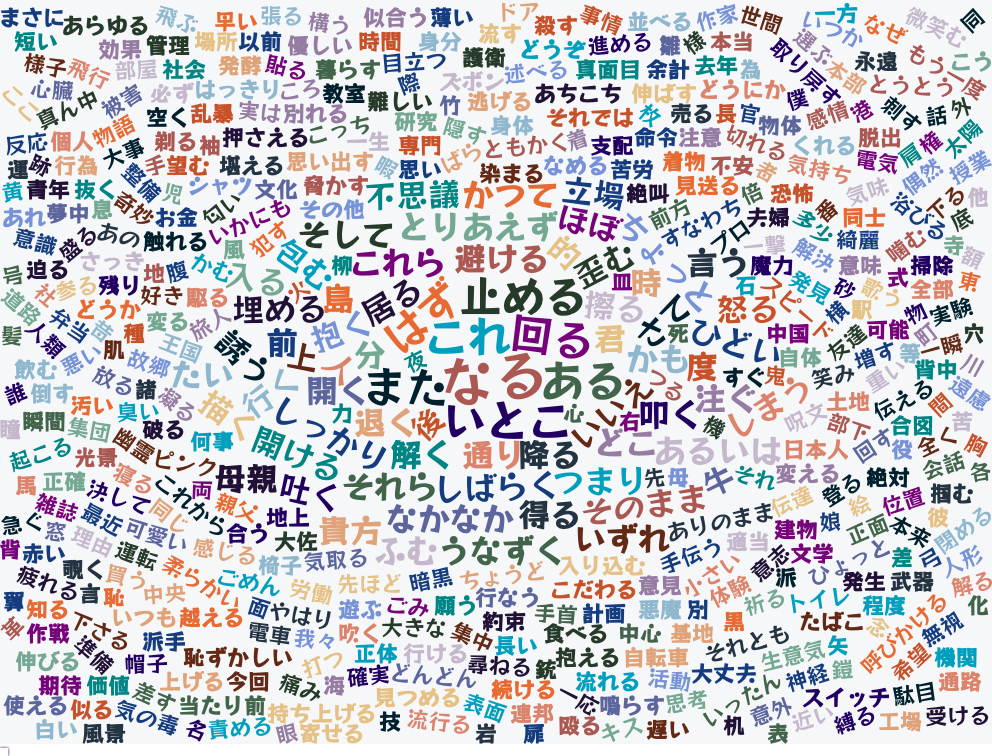 まさに あらゆる 飛ぶ 早い 張る 構う 似合う 薄い ドア 殺す 事情 並べる 作家 世間 いつか 一方 なぜ 微笑む 回
短い 効果 管理 場所 以前 優しい 時間 身分 流す どうぞ 進める 雛 様 本当 選ぶ 取り戻す 本部 永遠 もう一度 こう
様子 飛行 部屋 社会 発酵 貼る 暮らす 目立つ 際 ズボン 護衛 述べる 真面目 余計 去年 為 とうとう
心臓 真ん中 被害 必ず はっきり ころ 教室 難しい 竹 逃げる あちこち 伸ばす どうにか 僕 感情 港 剃す 話 外
空く 乱暴 実は 別れる 研究 隠す 身体 それでは 売る 長官 物体
反応 個人 物語 大事 剃る 袖 押さえる こっち 一生 専門 ともかく 着 支配 命令 注意 切れる くれる 脱出 肩 権 太陽
運 跡 行為 整備 手 望む 堪える 思い出す 暇 思い ばら なめる 苦労 着物 不安 気持ち 電気 偶然 授業
黄 青年 抜く 奇妙 児 シャツ 文化 脅かす 不思議 染まる かつて 立場 絶叫 見送る 倍 恐怖 気味 浴びる 下る 他
あれ 夢中 息 お金 匂い いかにも その他 とりあえず ほぼ 前方 すなわち 夫婦 多少 同士 底
意識 盛る あの 触れる 風 犯す そして ちょっと プロ 一撃 解決 綺麗 噛む 寺
号 迫る さっき 地 腹 かむ 入る 包む 柳 これら 避ける 的 歪む 皿 時 言う 魔力 発見 意味 式 掃除 額
道路 社 参る 残り 好き 殴る 火 埋める 島 居る はず 止める 擦る さて 怒る 石 スピード 砂 歌う 全部 東
髪 人類 弁当 どうか 種 変る 旅人 誘う 前 上 抱く これ 回る 君 死 ひどい 中国 横 駅 可能 物 実験
飲む 悪い 昔 肌 故郷 王国 たい 人 分 夜 かも 度 すぐ 鬼 自体 友達 増す 等 町 一瞬 穴
誰 倒す 汚い 放る 諸 凝る 描く 行く 開く また なる ある いいえ つる 注ぐ しまう 笑み 重い 背中 川
瞳 瞬間 集団 臭い 破る しっかり 力 退く 後 いとこ 心 右 叩く 機 呪文 土地 部下 伝える 間 遠慮
起こる 光景 幽霊 ピンク 何事 開ける 解く 通り 降る どこ あるいは 日本人 回す 合図 役 全く 苦 胸
馬 正確 決して 寝る これから 両 母親 吐く それら しばらく つまり 先 母 牛 それ 変える 登る 絶対 会話 各
急ぐ 雑誌 最近 同じ 親父 地上 なかなか 得る そのまま 伝達 絵 位置 掴む
窓 理由 可愛い 合う 大佐 貴方 うなずく いずれ ありのまま 建物 娘 正面 本来 彼 閉める
背 赤い 覗く 運転 感じる 椅子 気取る ふむ 入り込む 手伝う 適当 意志 文学 ひょっと 差 人形
疲れる 言 買う 柔らかい ごめん 労働 先ほど 暗黒 ちょうど こだわる 意見 小さい 体験 派 発生 武器 解る
翼 知る 恥 中央 いつも 越える 面 やはり 遊ぶ ごみ 願う 行なう 手首 計画 悪魔 別 祈る トイレ 程度 化
作戦 下さる 派手 電車 我々 吹く 大きな 集中 約束 食べる 中心 基地 黒 それとも たばこ 念 呼びかける 無視
伸びる 準備 帽子 恥ずかしい 打つ 正体 行ける 長い 尋ねる 抱える 自転車 大丈夫 生意気 矢 希望 機関
期待 価値 差す 上げる 今回 痛み 海 確実 どんどん 続ける 銃 流れる 活動 いったん 神経 鎧 通路
使える 似る 気の毒 当たり前 持ち上げる 見つめる 表面 連邦 一応 鳴らす 思考 意外 スイッチ 駄目
白い 風景 名 責める 眼 寄せる 技 流行る 岩 扉 殴る キス 遅い 机 表 近い 縛る 工場 受ける